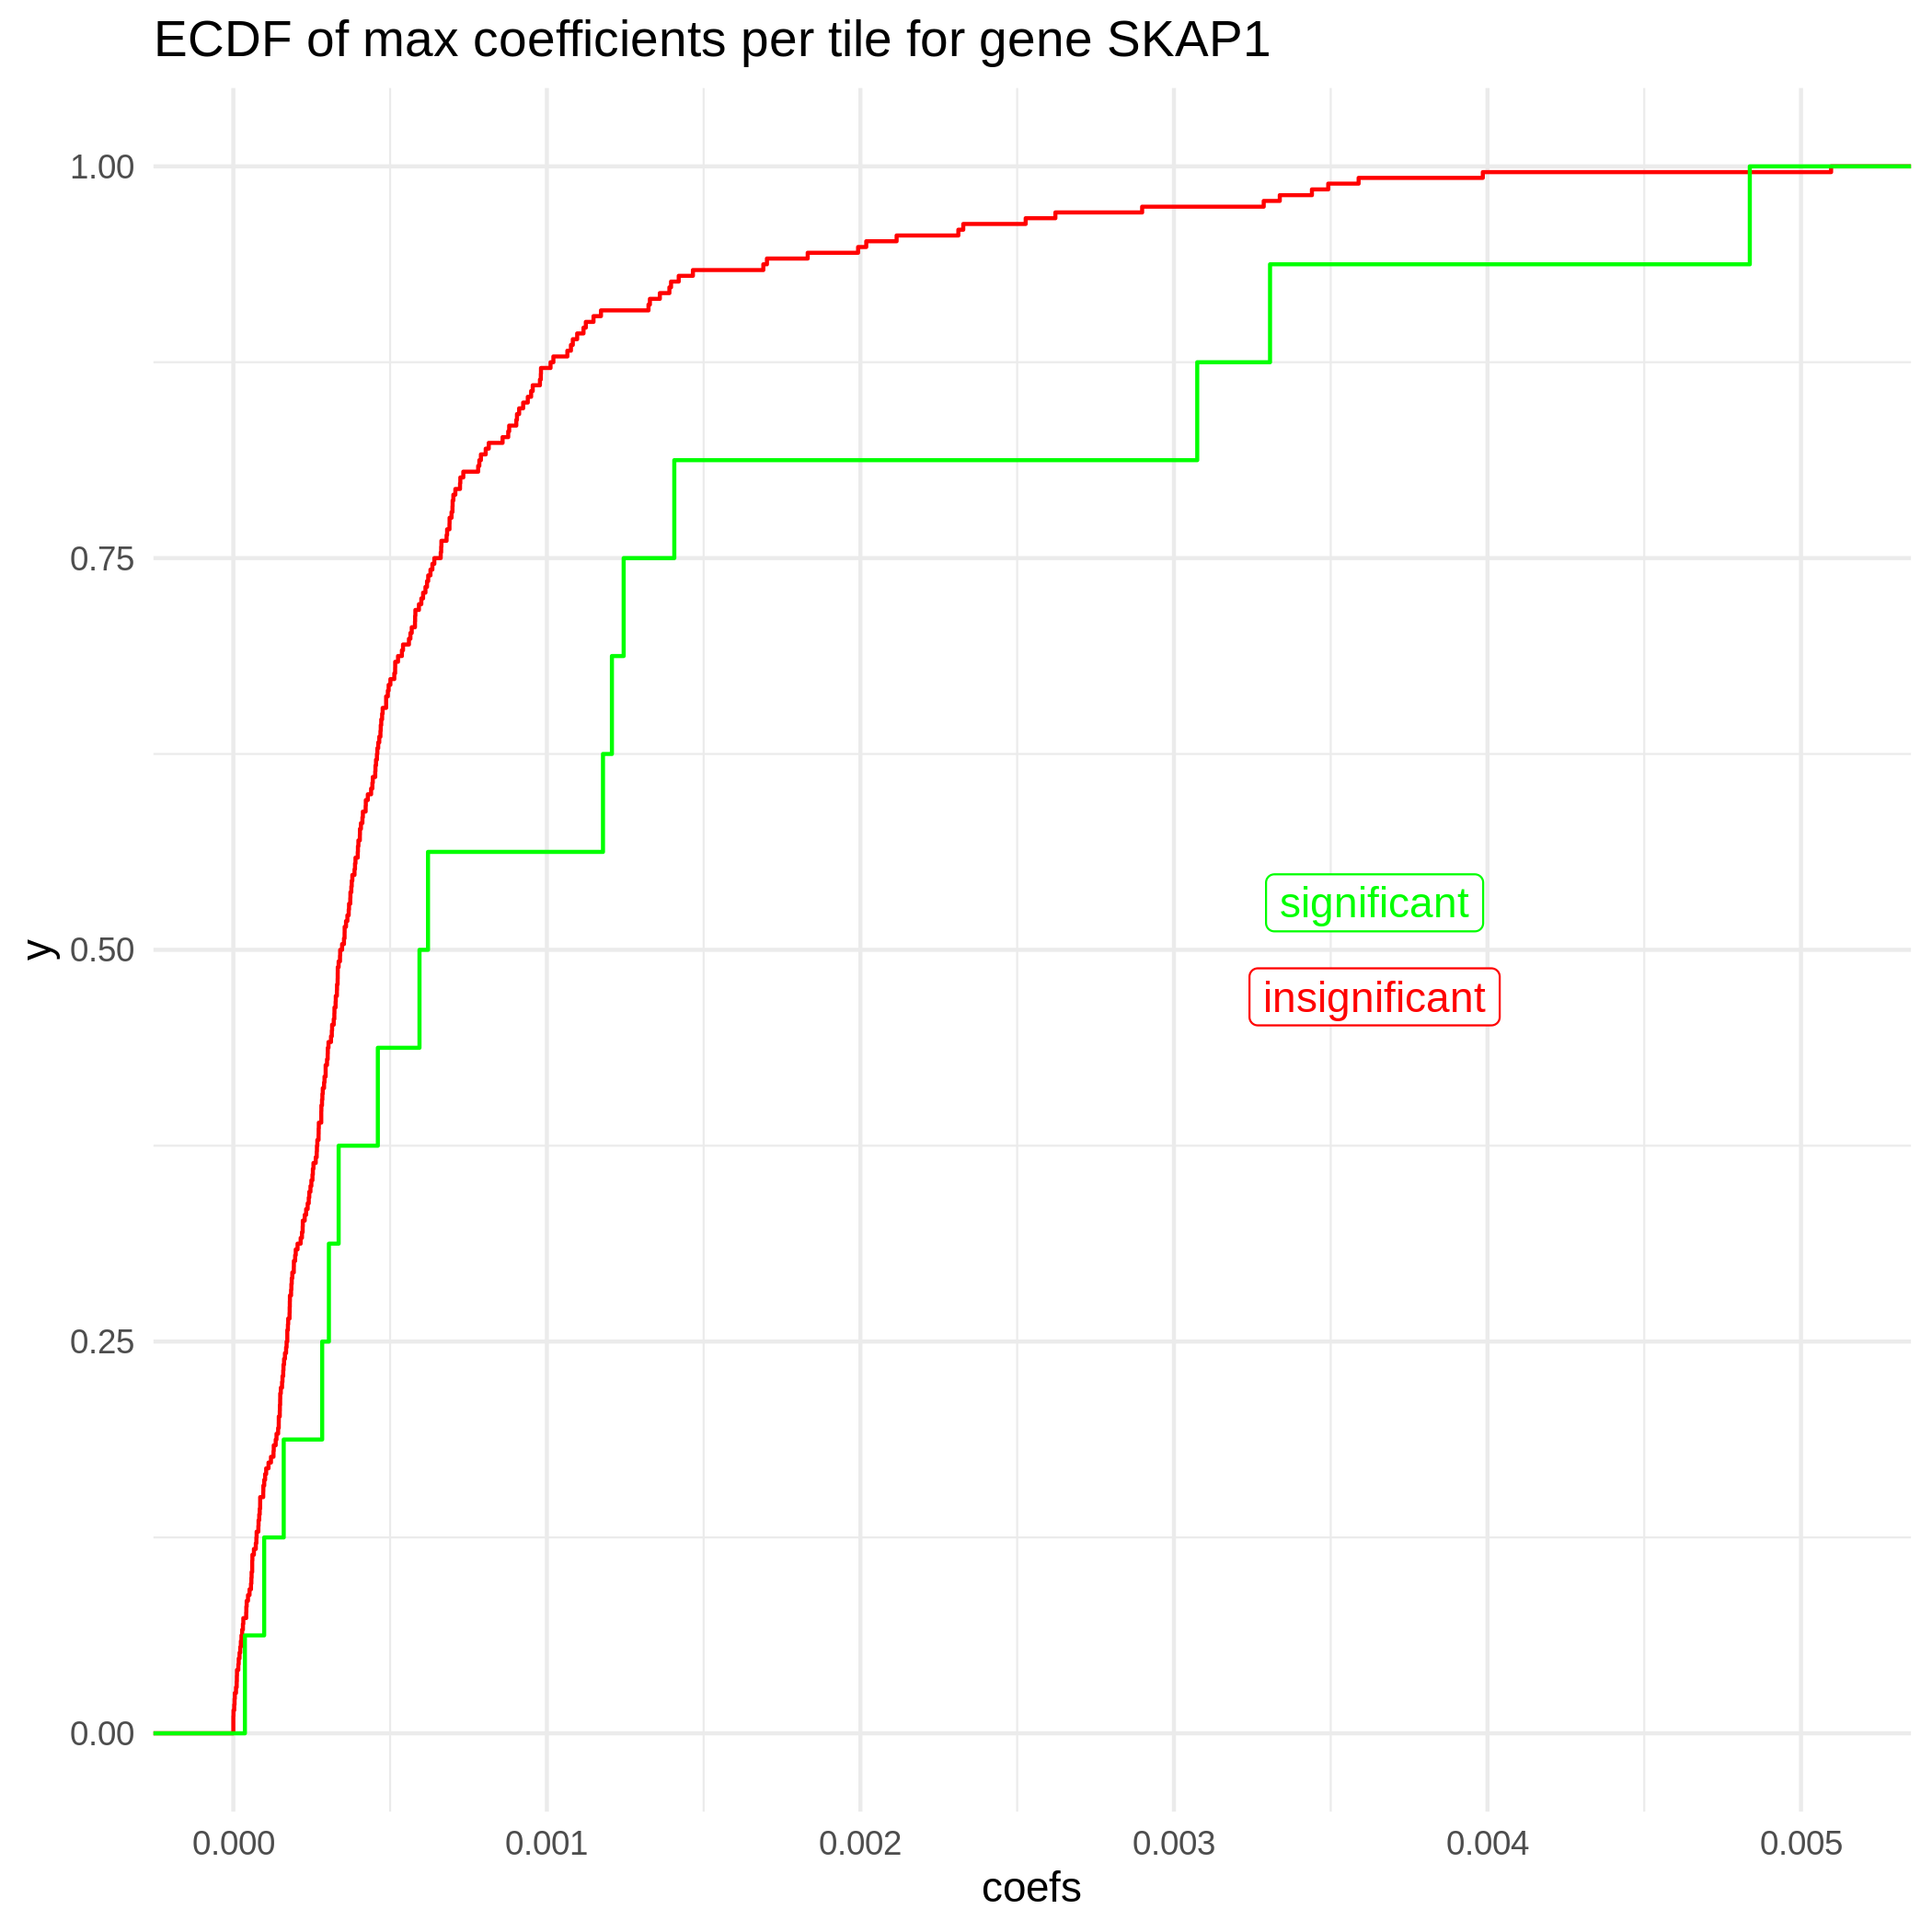 ECDF of max coefficients per tile for gene SKAP1
1.00
0.75
0.50
0.25
0.00
y
significant
insignificant
0.000 0.001 0.002 0.003 0.004 0.005
coefs